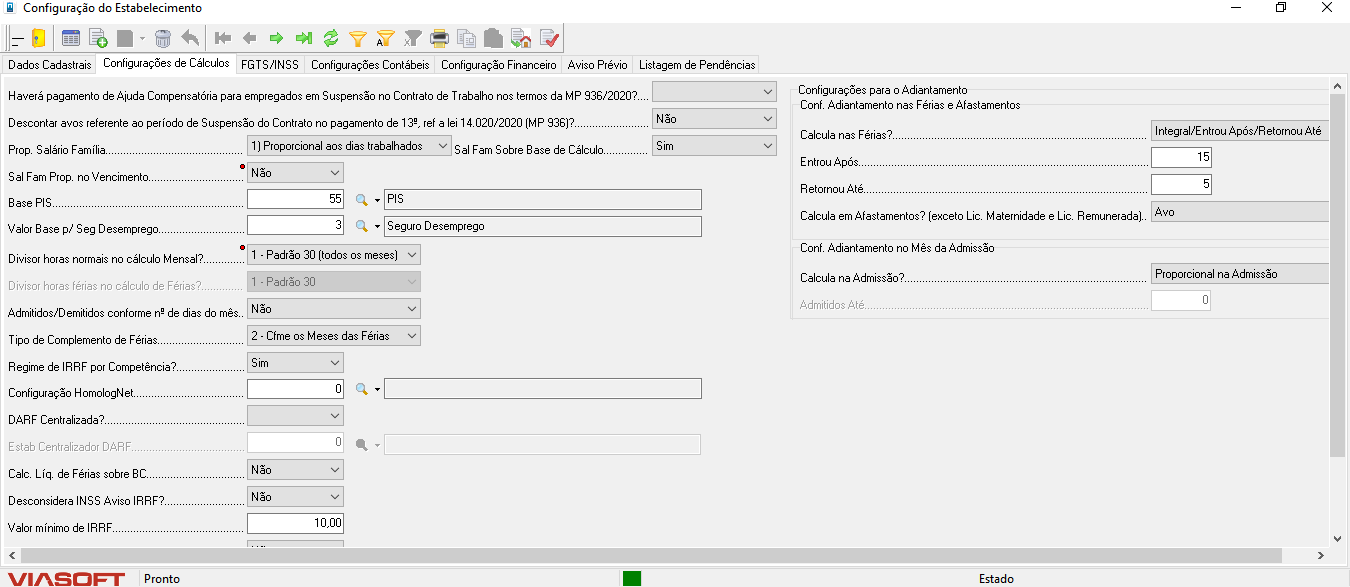 Configuração do Estabelecimento
Dados Cadastrais Configurações de Cálculos FGTS/INSS Configurações Contábeis Configuração Financeiro Aviso Prévio Listagem de Pendências
Haverá pagamento de Ajuda Compensatória para empregados em Suspensão no Contrato de Trabalho nos termos da MP 936/2020?....
Descontar avos referente ao período de Suspensão do Contrato no pagamento de 13º, ref a lei 14.020/2020 (MP 936)?........................ Não
Prop. Salário Família............................................ 1) Proporcional aos dias trabalhados Sal Fam Sobre Base de Cálculo.............. Sim
Sal Fam Prop. no Vencimento............................. Não
Base PIS.............................................................. 55 PIS
Valor Base p/ Seg Desemprego......................... 3 Seguro Desemprego
Divisor horas normais no cálculo Mensal?............. 1 - Padrão 30 (todos os meses)
Divisor horas férias no cálculo de Férias?.............. 1 - Padrão 30
Admitidos/Demitidos conforme nº de dias do mês.. Não
Tipo de Complemento de Férias........................... 2 - Cfme os Meses das Férias
Regime de IRRF por Competência?..................... Sim
Configuração HomologNet................................... 0
DARF Centralizada?............................................
Estab Centralizador DARF................................... 0
Calc. Líq. de Férias sobre BC............................... Não
Desconsidera INSS Aviso IRRF?......................... Não
Valor mínimo de IRRF.......................................... 10,00
Configurações para o Adiantamento
Conf. Adiantamento nas Férias e Afastamentos
Calcula nas Férias?.................................................................................. Integral/Entrou Após/Retornou Até
Entrou Após............................................................................................. 15
Retornou Até............................................................................................ 5
Calcula em Afastamentos? (exceto Lic. Maternidade e Lic. Remunerada).. Avo
Conf. Adiantamento no Mês da Admissão
Calcula na Admissão?.............................................................................. Proporcional na Admissão
Admitidos Até........................................................................................... 0
VIASOFT Pronto Estado